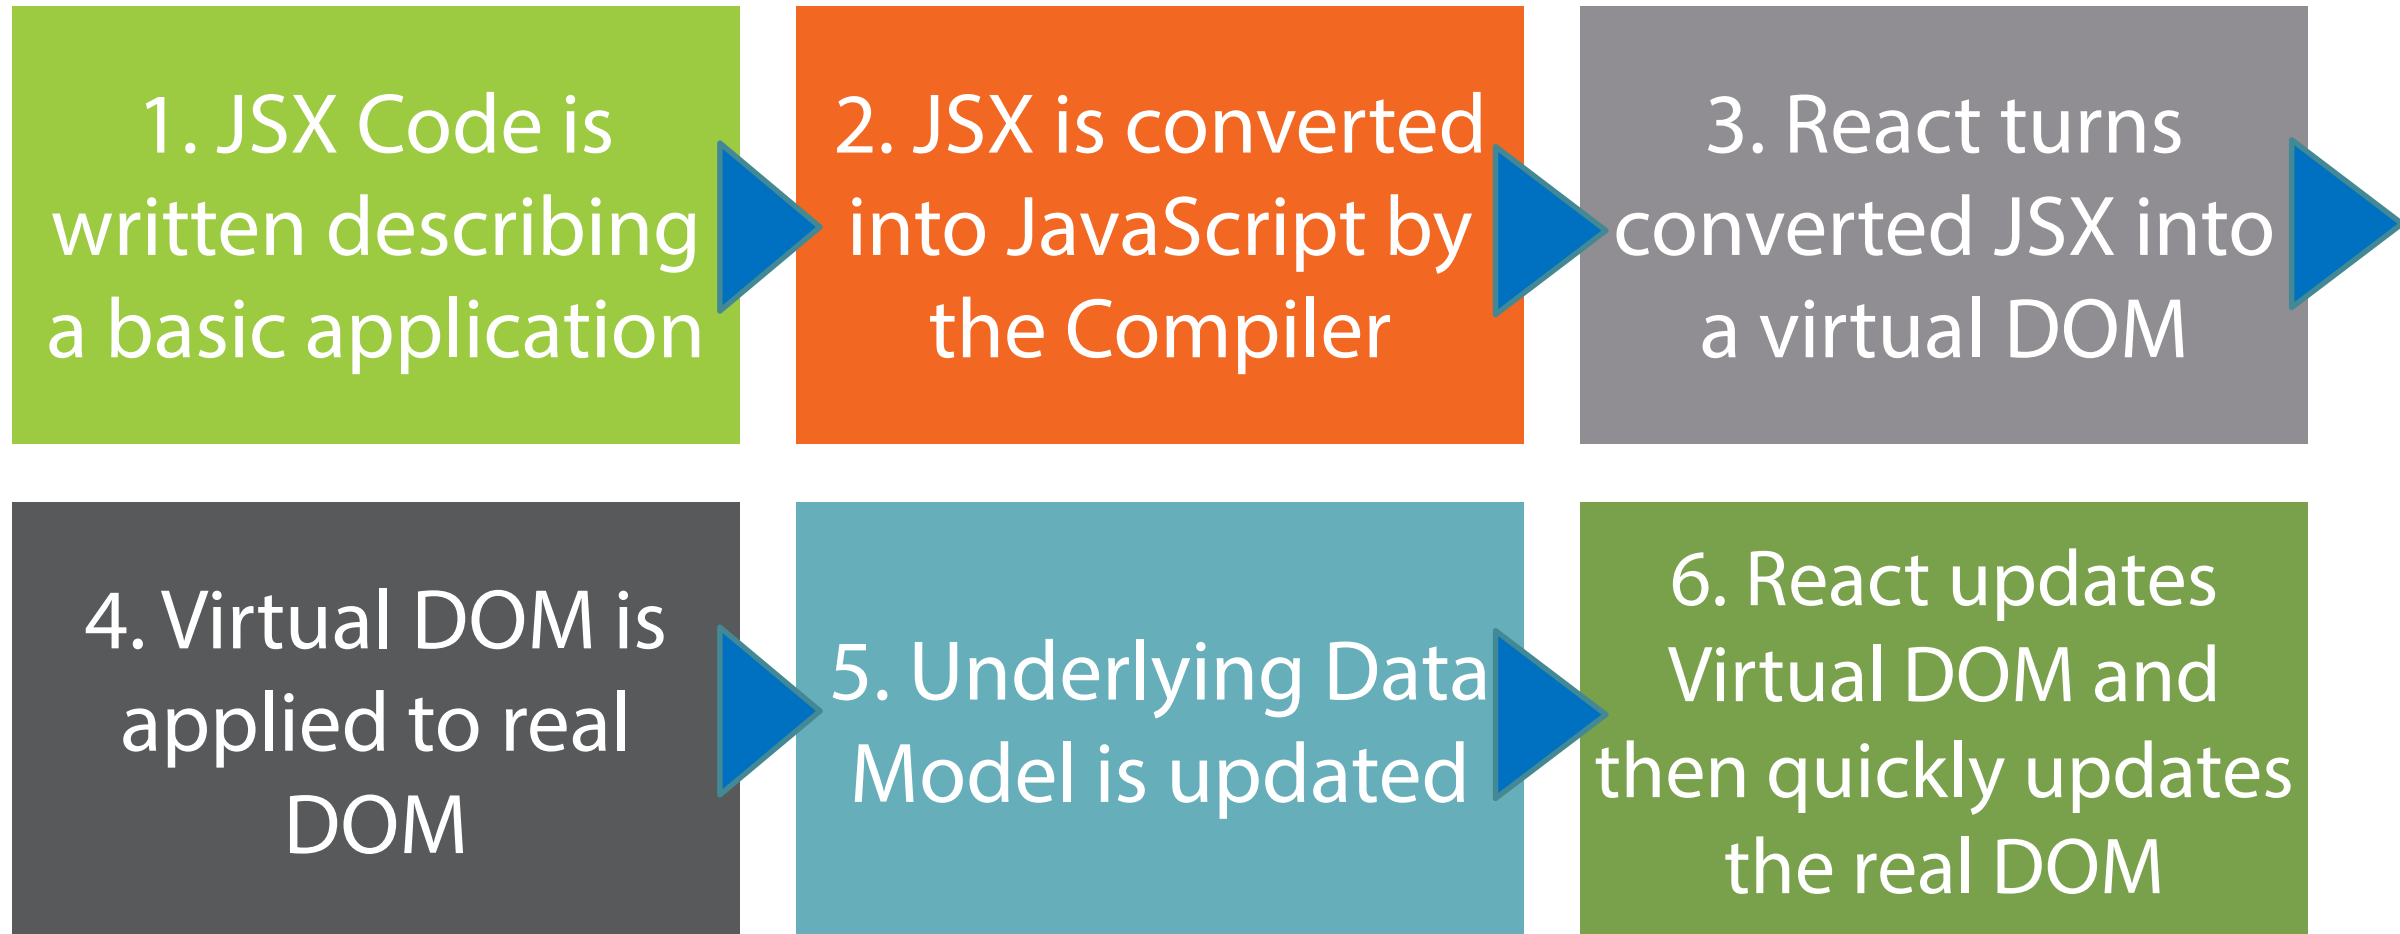 1. JSX Code is
written describing
a basic application
2. JSX is converted
into JavaScript by
the Compiler
3. React turns
converted JSX into
a virtual DOM
4. Virtual DOM is
applied to real
DOM
5. Underlying Data
Model is updated
6. React updates
Virtual DOM and
then quickly updates
the real DOM